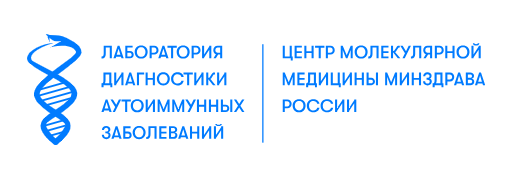 ЛАБОРАТОРИЯ
ДИАГНОСТИКИ
АУТОИММУННЫХ
ЗАБОЛЕВАНИЙ
ЦЕНТР МОЛЕКУЛЯРНОЙ
МЕДИЦИНЫ МИНЗДРАВА
РОССИИ